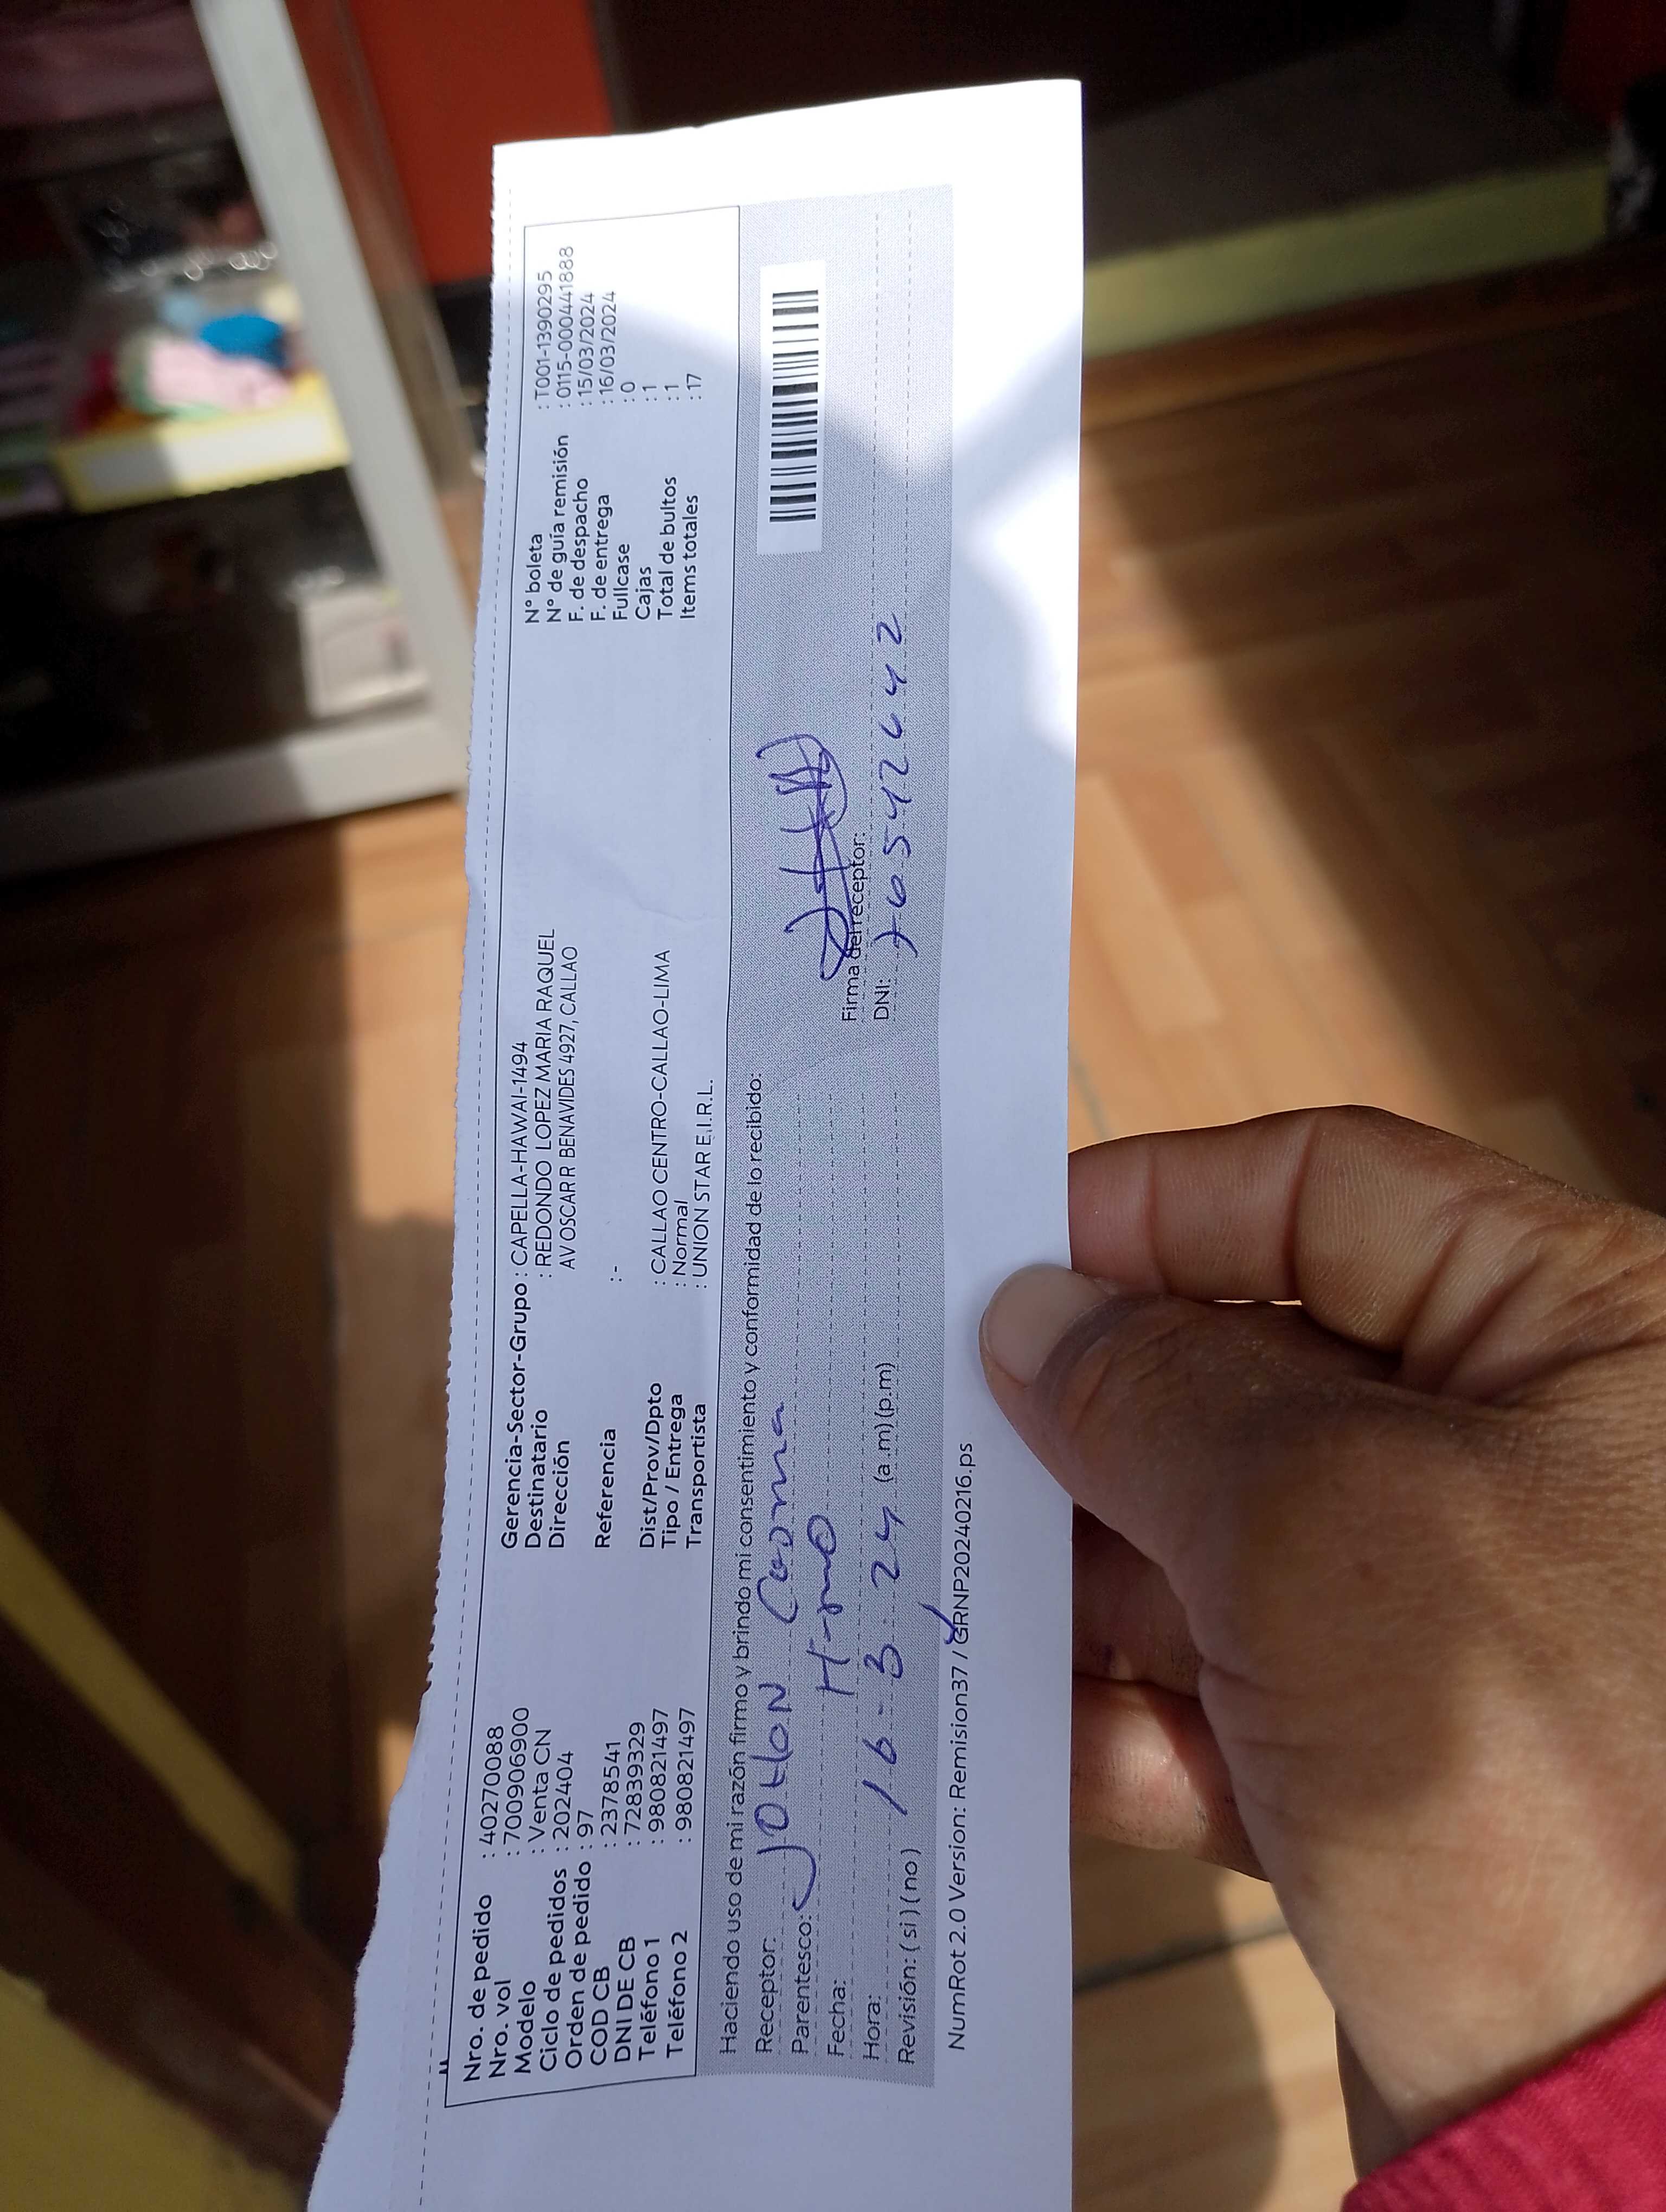 Nro. de pedido : 40270088
Nro. vol : 7009906900
Modelo : Venta CN
Ciclo de pedidos : 202404
Orden de pedido : 97
COD CB : 2378541
DNI DE CB : 72839329
Teléfono 1 : 980821497
Teléfono 2 : 980821497
Gerencia-Sector-Grupo : CAPELLA-HAWAI-1494
Destinatario : REDONDO LOPEZ MARIA RAQUEL
Dirección AV OSCAR R BENAVIDES 4927, CALLAO
Referencia :-
Dist/Prov/Dpto : CALLAO CENTRO-CALLAO-LIMA
Tipo / Entrega : Normal
Transportista : UNION STAR E.I.R.L.
N° boleta : T001-1390295
N° de guía remisión : 0115-0004441888
F. de despacho : 15/03/2024
F. de entrega : 16/03/2024
Fullcase : 0
Cajas : 1
Total de bultos : 1
Items totales : 17
Haciendo uso de mi razón firmo y brindo mi consentimiento y conformidad de lo recibido:
Receptor:
Parentesco: Hmo
Fecha: 16-3-24
Hora: (a .m) (p.m)
Revisión: ( si ) ( no )
Firma del receptor:
DNI:
NumRot 2.0 Version: Remision37 / GRNP20240216.ps